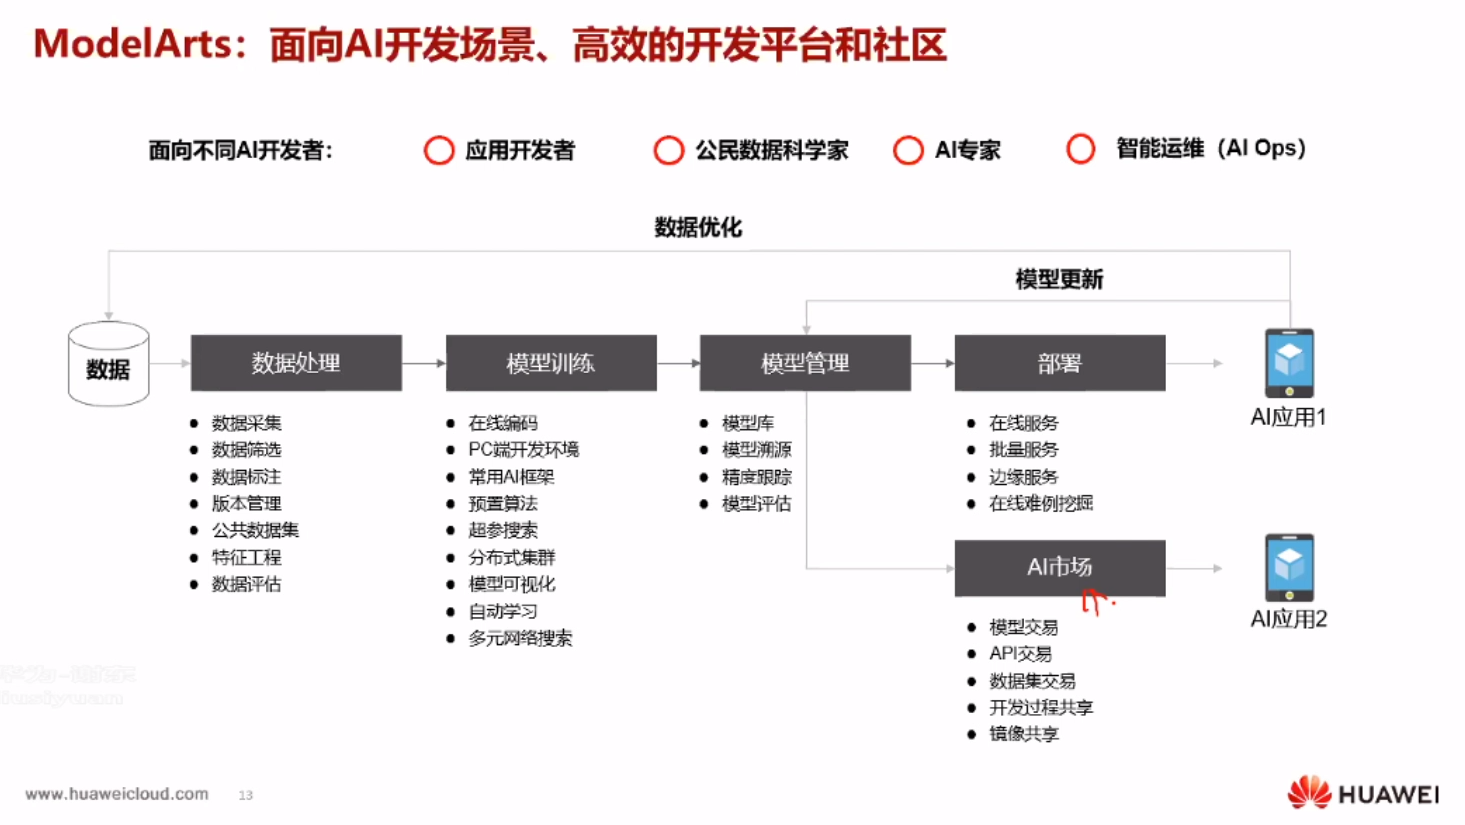 ModelArts：面向AI开发场景、高效的开发平台和社区
面向不同AI开发者：
应用开发者
公民数据科学家
AI专家
智能运维（AI Ops）
数据优化
模型更新
数据
数据处理
模型训练
模型管理
部署
AI应用1
数据采集
数据筛选
数据标注
版本管理
公共数据集
特征工程
数据评估
在线编码
PC端开发环境
常用AI框架
预置算法
超参搜索
分布式集群
模型可视化
自动学习
多元网络搜索
模型库
模型溯源
精度跟踪
模型评估
在线服务
批量服务
边缘服务
在线难例挖掘
AI市场
AI应用2
模型交易
API交易
数据集交易
开发过程共享
镜像共享
www.huaweicloud.com
13
HUAWEI